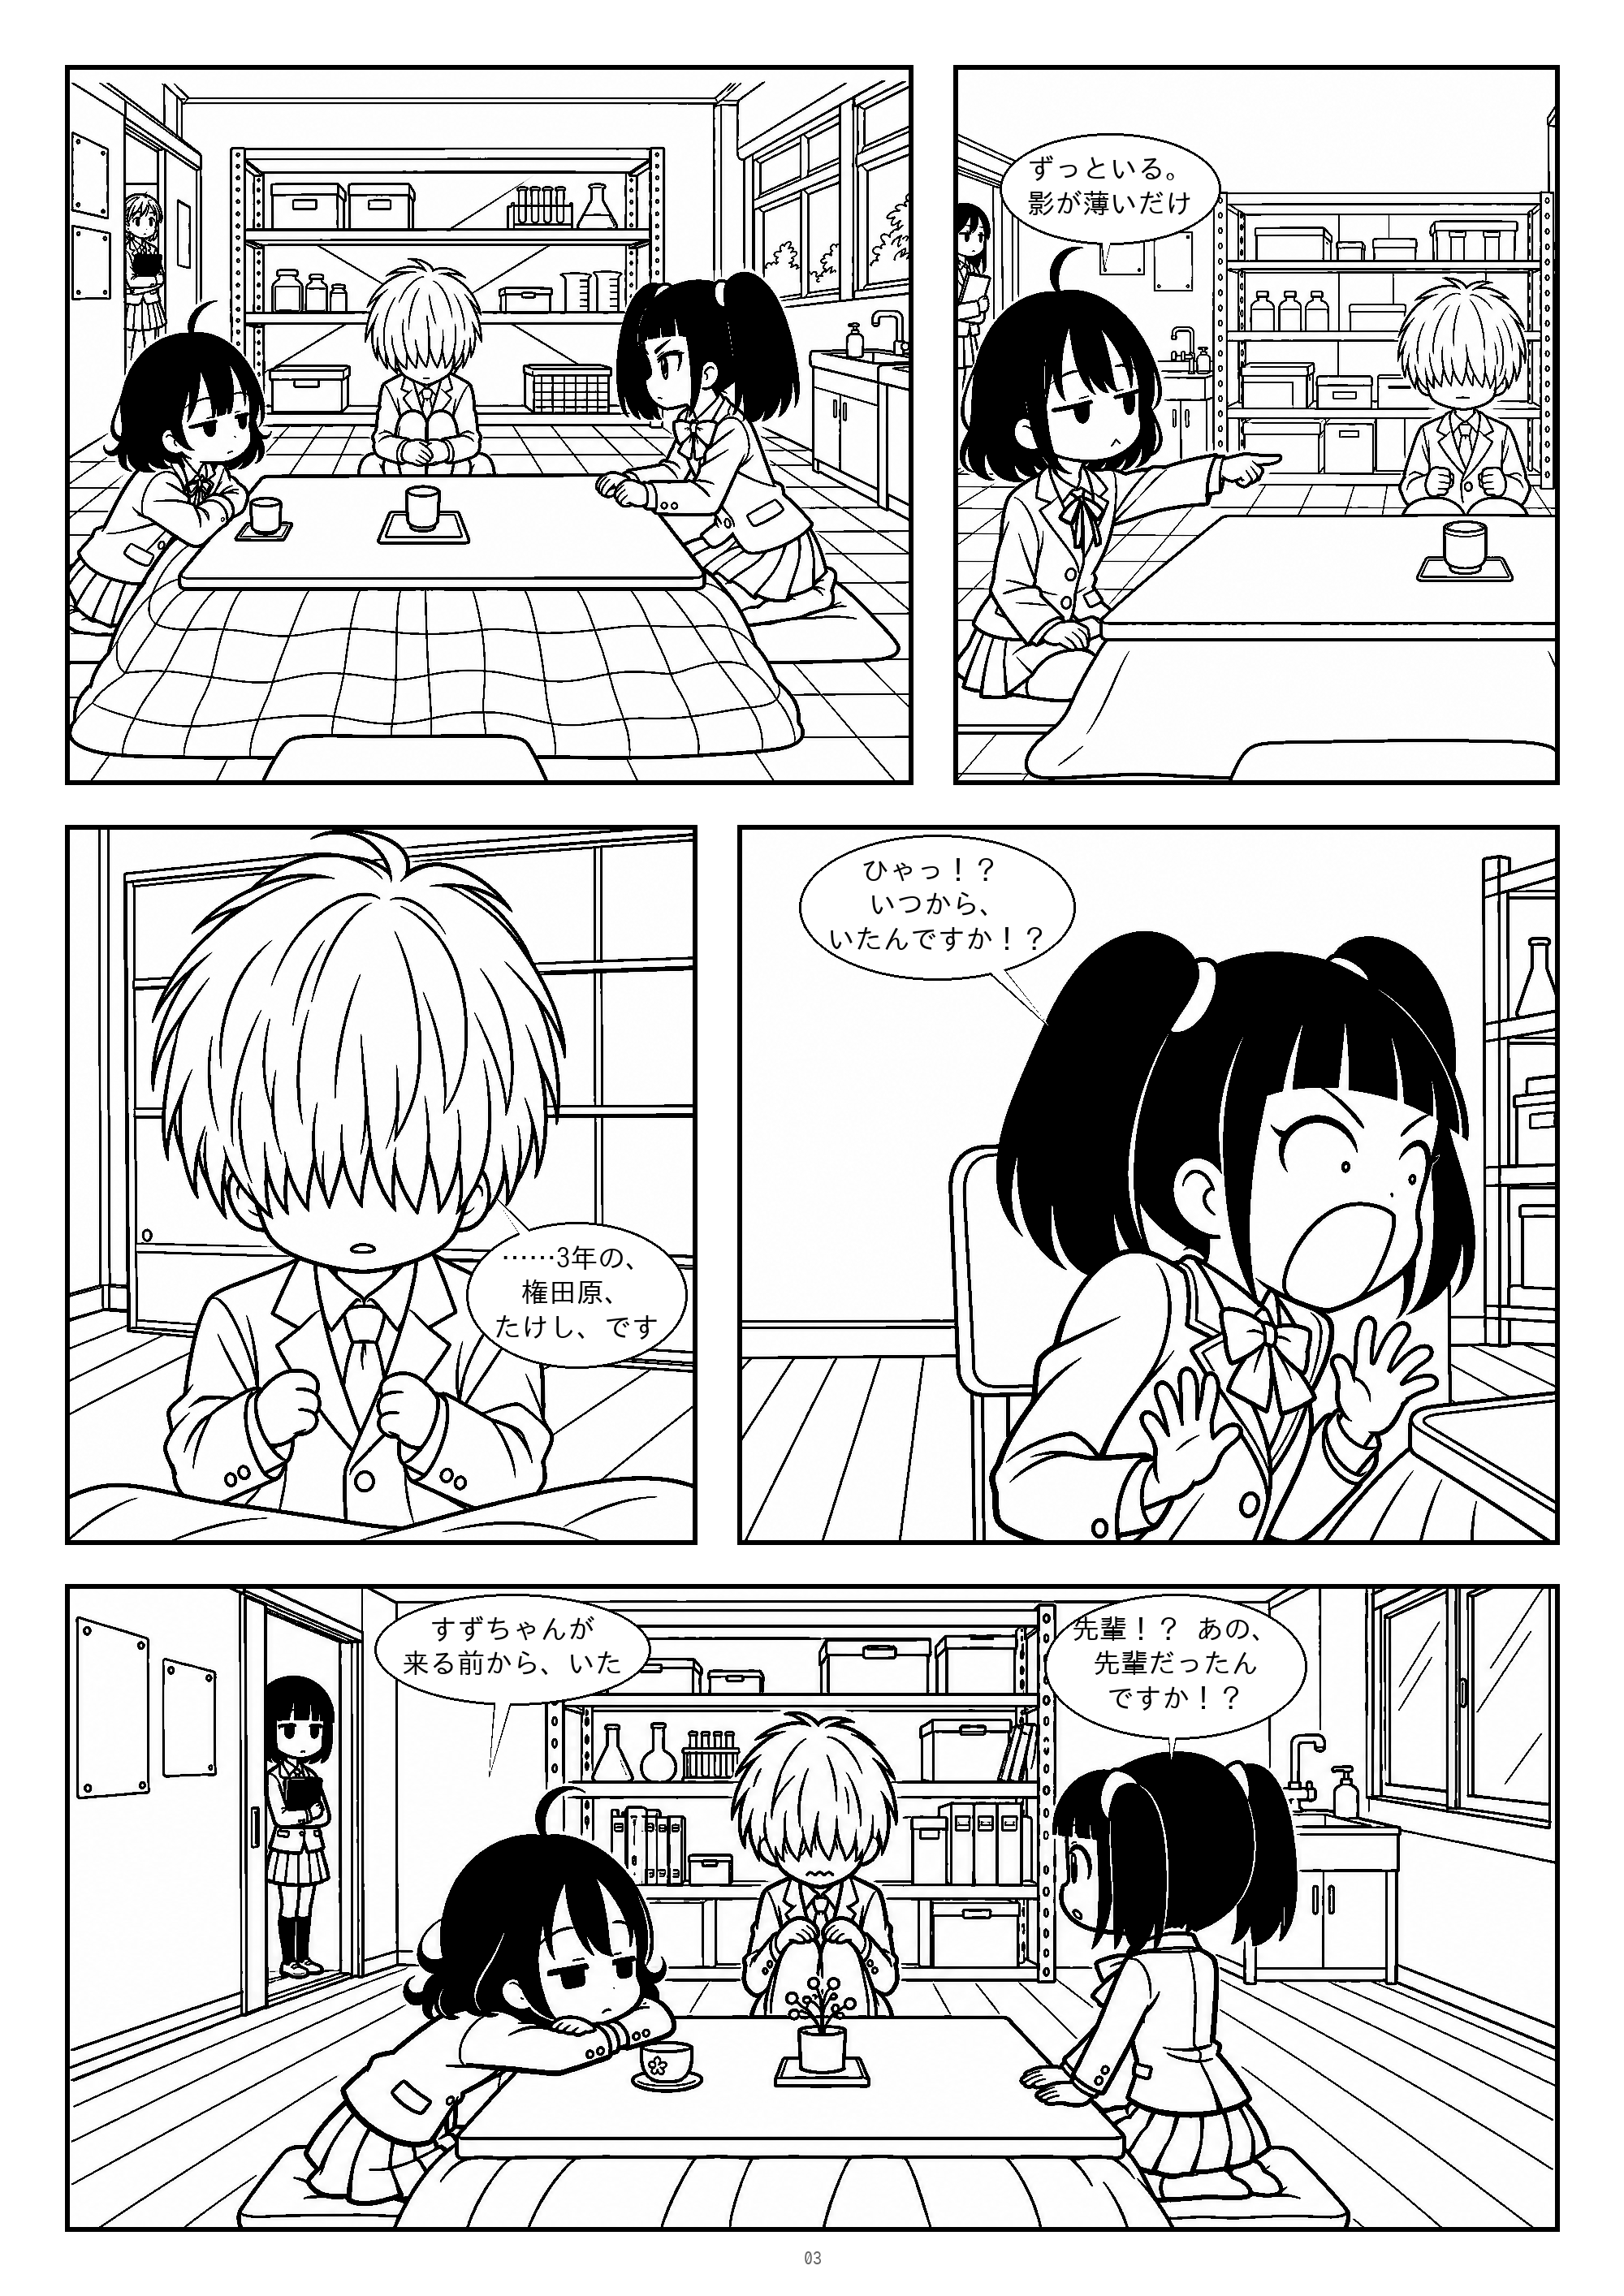 ずっといる。
影が薄いだけ
ひゃっ！？
いつから、
いたんですか！？
……3年の、
権田原、
たけし、です
先輩！？ あの、
先輩だったん
ですか！？
すずちゃんが
来る前から、いた
03